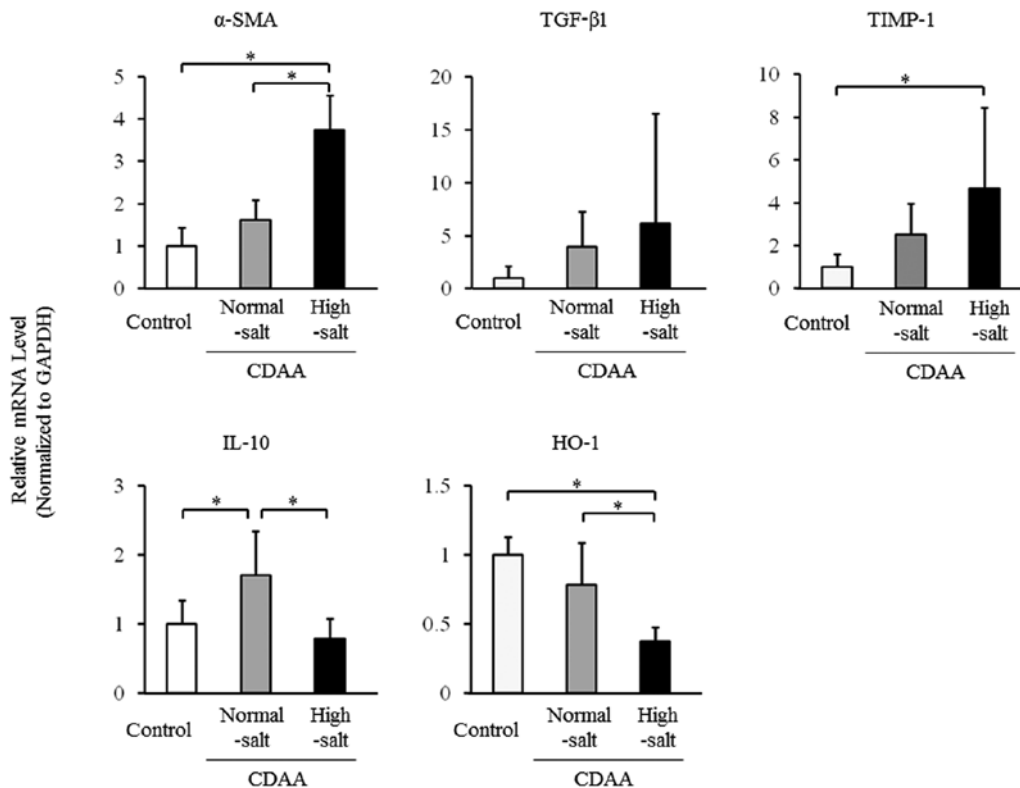 α-SMA
*
*
5
4
3
2
1
0
Control
Normal
-salt
High
-salt
CDAA
TGF-β1
20
15
10
5
0
Control
Normal
-salt
High
-salt
CDAA
TIMP-1
*
10
8
6
4
2
0
Control
Normal
-salt
High
-salt
CDAA
Relative mRNA Level
(Normalized to GAPDH)
IL-10
*
*
3
2
1
0
Control
Normal
-salt
High
-salt
CDAA
HO-1
*
*
1.5
1
0.5
0
Control
Normal
-salt
High
-salt
CDAA